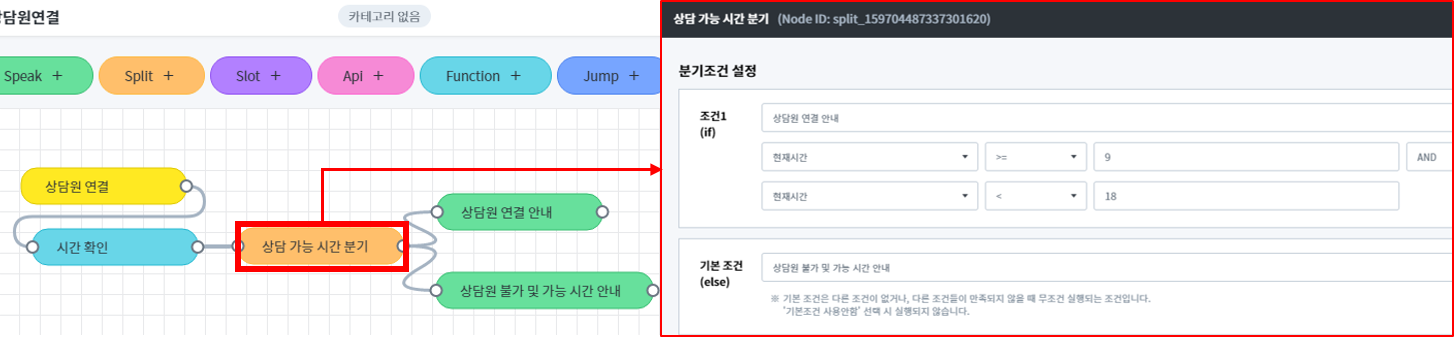 상담원연결
카테고리 없음
Speak +
Split +
Slot +
Api +
Function +
Jump +
상담원 연결
시간 확인
상담 가능 시간 분기
상담원 연결 안내
상담원 불가 및 가능 시간 안내
상담 가능 시간 분기 (Node ID: split_159704487337301620)
분기조건 설정
조건1
(if)
상담원 연결 안내
현재시간 >= 9 AND
현재시간 < 18
기본 조건
(else)
상담원 불가 및 가능 시간 안내
※ 기본 조건은 다른 조건이 없거나, 다른 조건들이 만족되지 않을 때 무조건 실행되는 조건입니다.
'기본조건 사용안함' 선택 시 실행되지 않습니다.